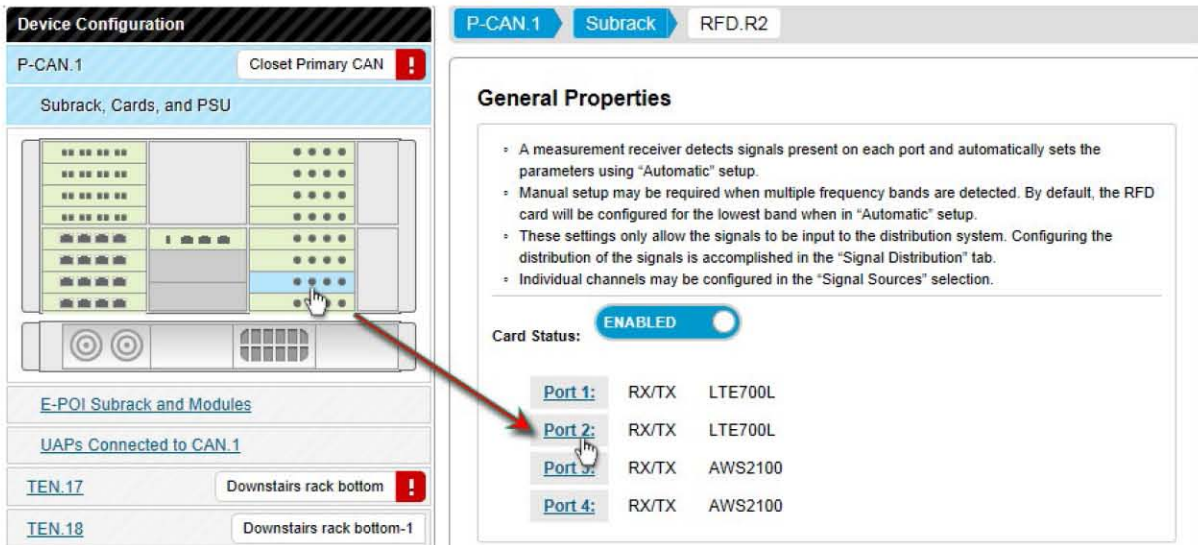 Device Configuration
P-CAN.1 Closet Primary CAN !
Subrack, Cards, and PSU
E-POI Subrack and Modules
UAPs Connected to CAN.1
TEN.17 Downstairs rack bottom !
TEN.18 Downstairs rack bottom-1
P-CAN.1 Subrack RFD.R2
General Properties
A measurement receiver detects signals present on each port and automatically sets the
parameters using “Automatic” setup.
Manual setup may be required when multiple frequency bands are detected. By default, the RFD
card will be configured for the lowest band when in “Automatic” setup.
These settings only allow the signals to be input to the distribution system. Configuring the
distribution of the signals is accomplished in the “Signal Distribution” tab.
Individual channels may be configured in the “Signal Sources” selection.
Card Status: ENABLED
Port 1: RX/TX LTE700L
Port 2: RX/TX LTE700L
Port 3: RX/TX AWS2100
Port 4: RX/TX AWS2100